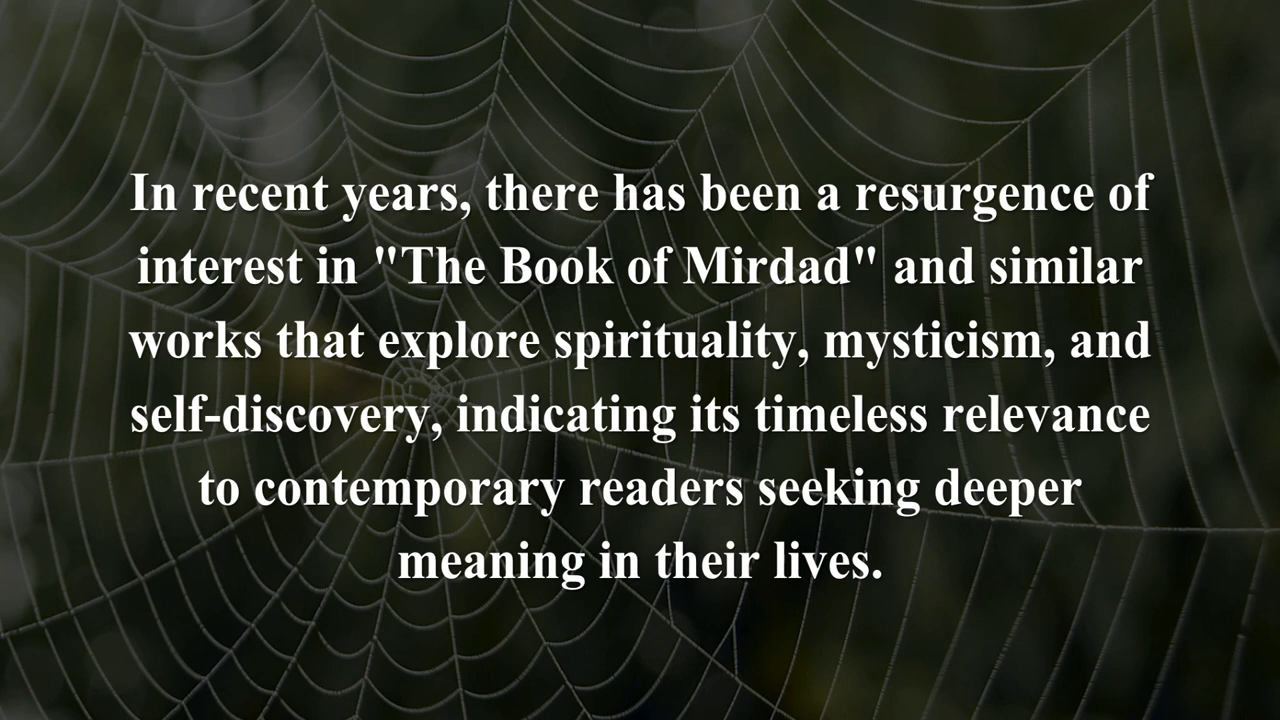 In recent years, there has been a resurgence of
interest in "The Book of Mirdad" and similar
works that explore spirituality, mysticism, and
self-discovery, indicating its timeless relevance
to contemporary readers seeking deeper
meaning in their lives.